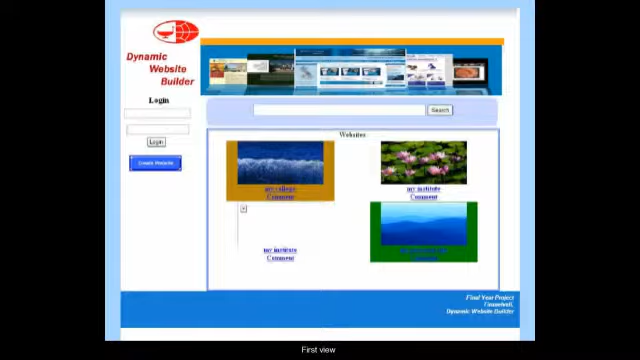 Dynamic
Website
Builder
Login
Login
Create Website
Search
Websites
my college
Comment
my institute
Comment
my institute
Comment
Final Year Project
Tirunelveli,
Dynamic Website Builder
First view